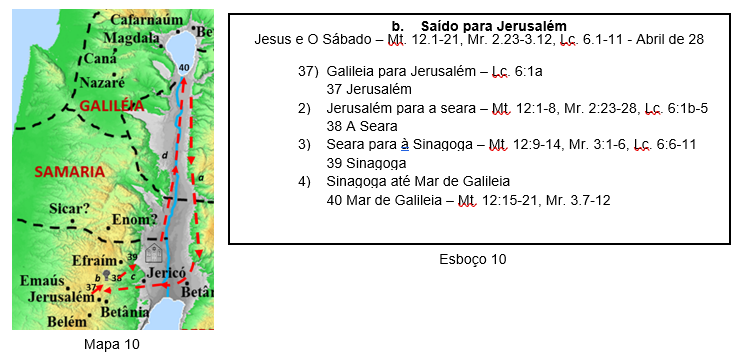 Cafarnaum
Magdala
Be
Caná
40
Nazaré
GALILÉIA
SAMARIA
d
a
Sicar?
Enom?
Efraím
39
Jericó
Emaús
b
38
c
37
Jerusalém
Betân
Betânia
Belém
Mapa 10
b. Saído para Jerusalém
Jesus e O Sábado – Mt. 12.1-21, Mr. 2.23-3.12, Lc. 6.1-11 - Abril de 28
37) Galileia para Jerusalém – Lc. 6:1a
37 Jerusalém
2) Jerusalém para a seara – Mt. 12:1-8, Mr. 2:23-28, Lc. 6:1b-5
38 A Seara
3) Seara para à Sinagoga – Mt. 12:9-14, Mr. 3:1-6, Lc. 6:6-11
39 Sinagoga
4) Sinagoga até Mar de Galileia
40 Mar de Galileia – Mt. 12:15-21, Mr. 3.7-12
Esboço 10